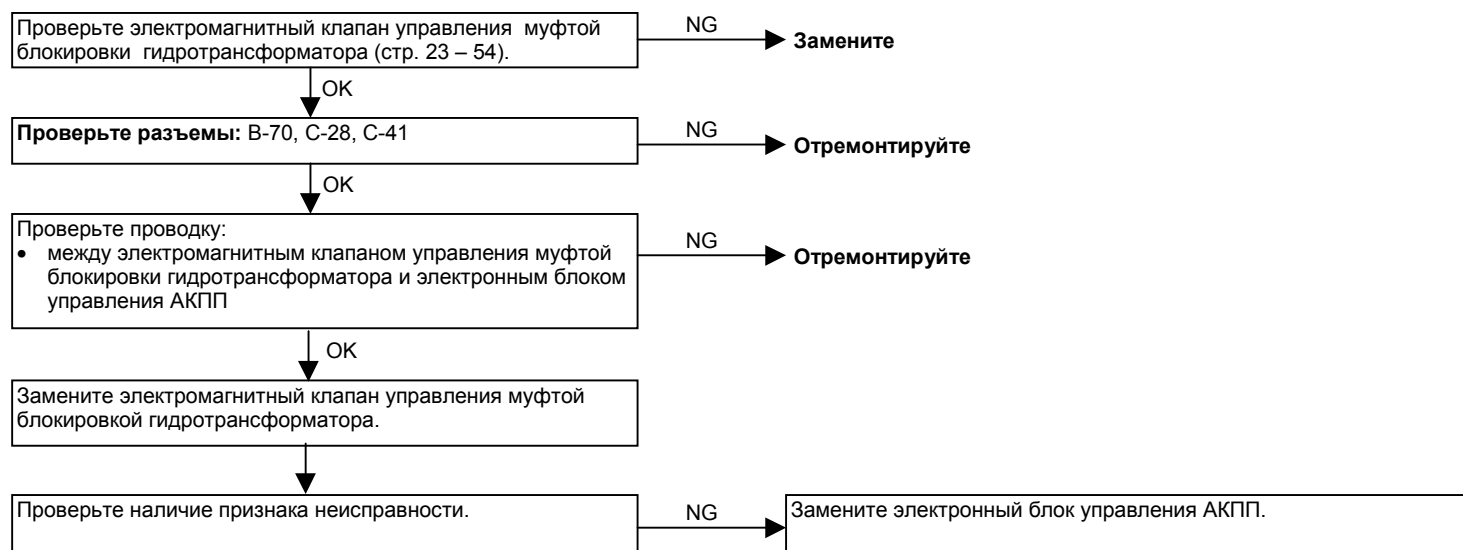 Проверьте электромагнитный клапан управления муфтой
блокировки гидротрансформатора (стр. 23 – 54).
NG
Замените
OK
Проверьте разъемы: B-70, C-28, C-41
NG
Отремонтируйте
OK
Проверьте проводку:
• между электромагнитным клапаном управления муфтой
блокировки гидротрансформатора и электронным блоком
управления АКПП
NG
Отремонтируйте
OK
Замените электромагнитный клапан управления муфтой
блокировкой гидротрансформатора.
Проверьте наличие признака неисправности.
NG
Замените электронный блок управления АКПП.